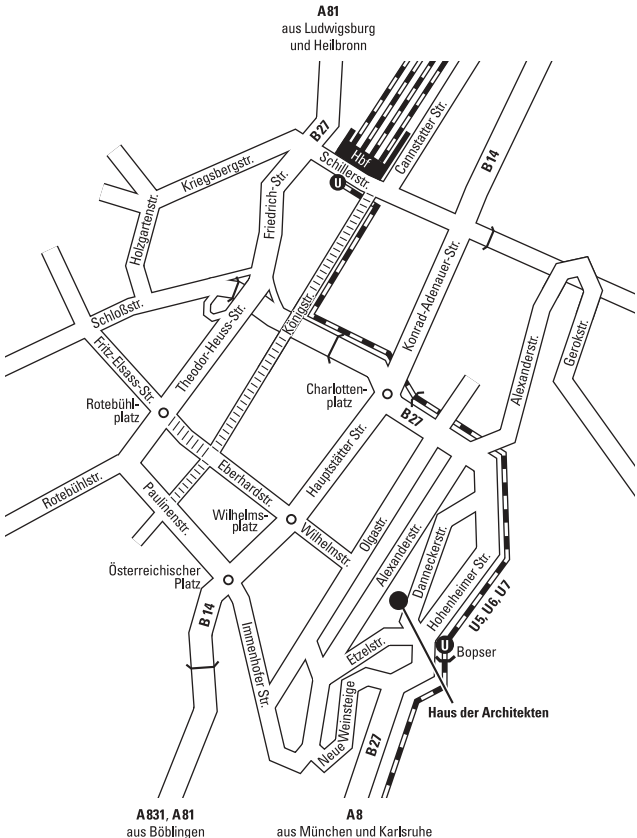 A81
aus Ludwigsburg
und Heilbronn
B27
Hbf
Cannstatter Str.
B14
Schillerstr.
U
Kriegsbergstr.
Friedrich-Str.
Holzgartenstr.
Königstr.
Konrad-Adenauer-Str.
Alexanderstr.
Gerokstr.
Schloßstr.
Theodor-Heuss-Str.
Fritz-Elsass-Str.
Charlotten-
platz
Rotebühl-
platz
B27
Hauptstätter Str.
Eberhardstr.
Rotebühlstr.
Paulinenstr.
Wilhelms-
platz
Wilhelmstr.
Olgastr.
Alexanderstr.
Danneckerstr.
Hohenheimer Str.
U5, U6, U7
Österreichischer
Platz
B14
Immenhofer Str.
Etzelstr.
U
Bopser
Neue Weinsteige
B27
Haus der Architekten
A831, A81
aus Böblingen
A8
aus München und Karlsruhe